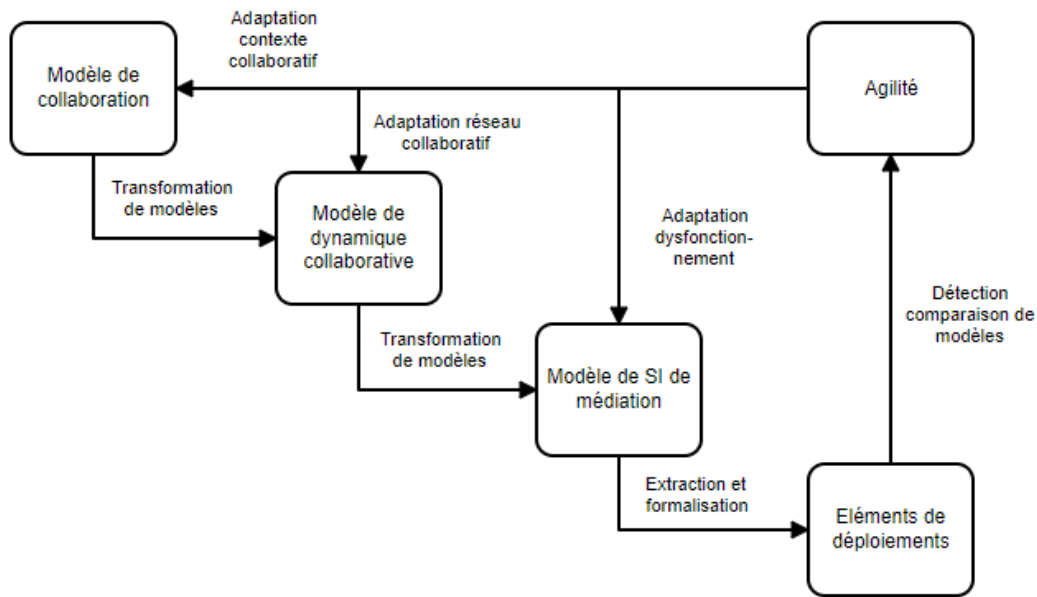 Adaptation
contexte
collaboratif
Modèle de
collaboration
Agilité
Adaptation réseau
collaboratif
Transformation
de modèles
Modèle de
dynamique
collaborative
Adaptation
dysfonction-
nement
Détection
comparaison de
modèles
Transformation
de modèles
Modèle de SI de
médiation
Extraction et
formalisation
Eléments de
déploiements